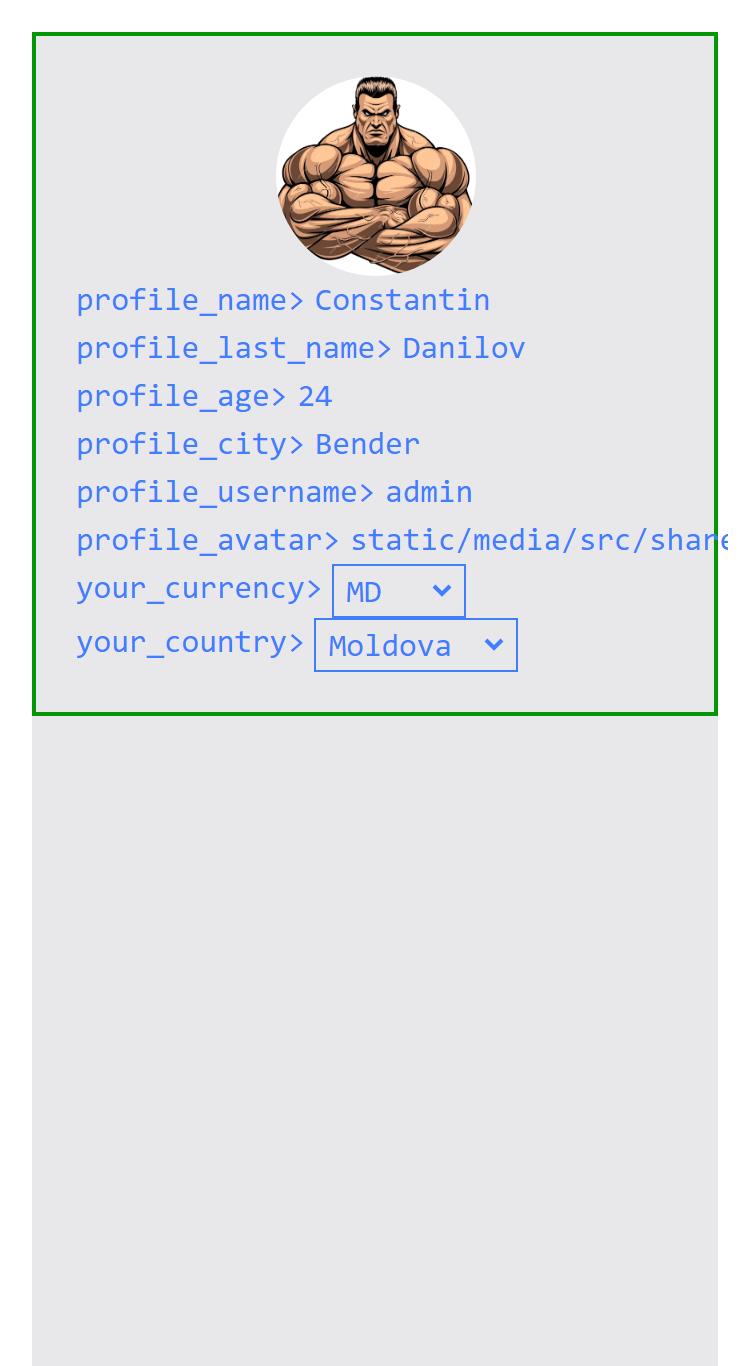 profile_name> Constantin
profile_last_name> Danilov
profile_age> 24
profile_city> Bender
profile_username> admin
profile_avatar> static/media/src/share
your_currency> MD
your_country> Moldova